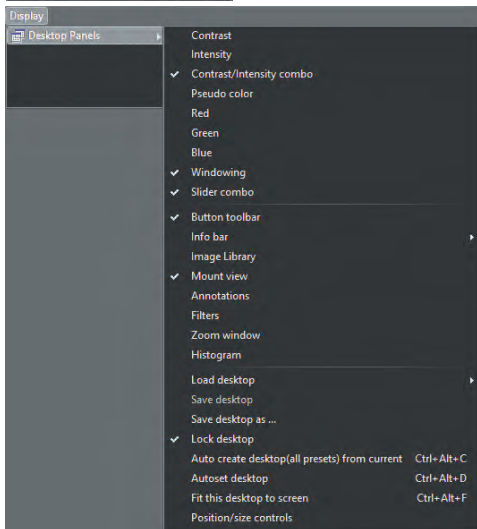 Display
Desktop Panels
Contrast
Intensity
Contrast/Intensity combo
Pseudo color
Red
Green
Blue
Windowing
Slider combo
Button toolbar
Info bar
Image Library
Mount view
Annotations
Filters
Zoom window
Histogram
Load desktop
Save desktop
Save desktop as ...
Lock desktop
Auto create desktop(all presets) from current Ctrl+Alt+C
Autoset desktop Ctrl+Alt+D
Fit this desktop to screen Ctrl+Alt+F
Position/size controls